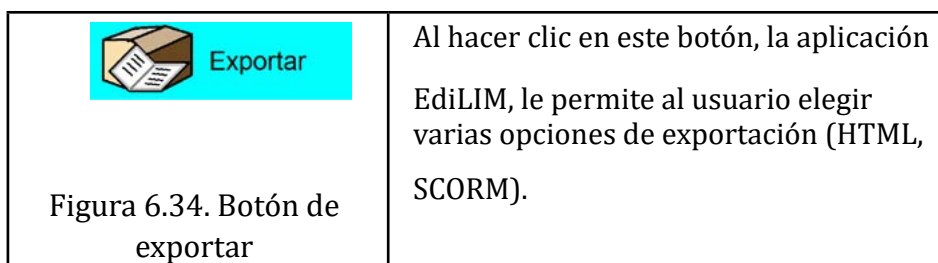 Exportar
Figura 6.34. Botón de
exportar
Al hacer clic en este botón, la aplicación
EdiLIM, le permite al usuario elegir
varias opciones de exportación (HTML,
SCORM).